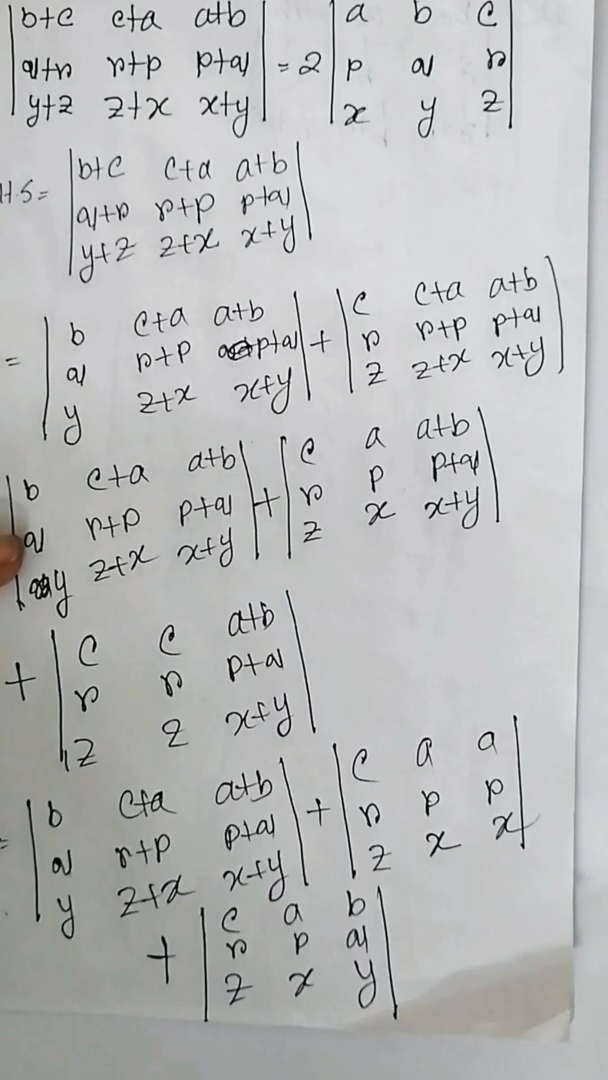 |b+c c+a a+b| |a b c|
|q+r r+p p+q| = 2 |p q r|
|y+z z+x x+y| |x y z|
|b+c c+a a+b|
H.S = |q+r r+p p+q|
|y+z z+x x+y|
|b c+a a+b| |c c+a a+b|
= |q r+p p+q| + |r r+p p+q|
|y z+x x+y| |z z+x x+y|
|b c+a a+b| |c a a+b|
|q r+p p+q| + |r p p+q|
|y z+x x+y| |z x x+y|
|c c a+b|
+ |r r p+q|
|z z x+y|
|b c+a a+b| |c a a|
= |q r+p p+q| + |r p p|
|y z+x x+y| |z x x|
|c a b|
+ |r p q|
|z x y|